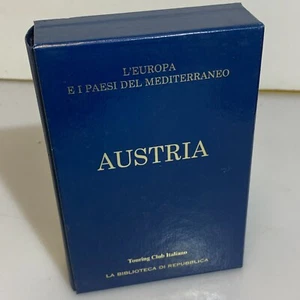 L'EUROPA
E I PAESI DEL MEDITERRANEO
AUSTRIA
Touring Club Italiano
LA BIBLIOTECA DI REPUBBLICA